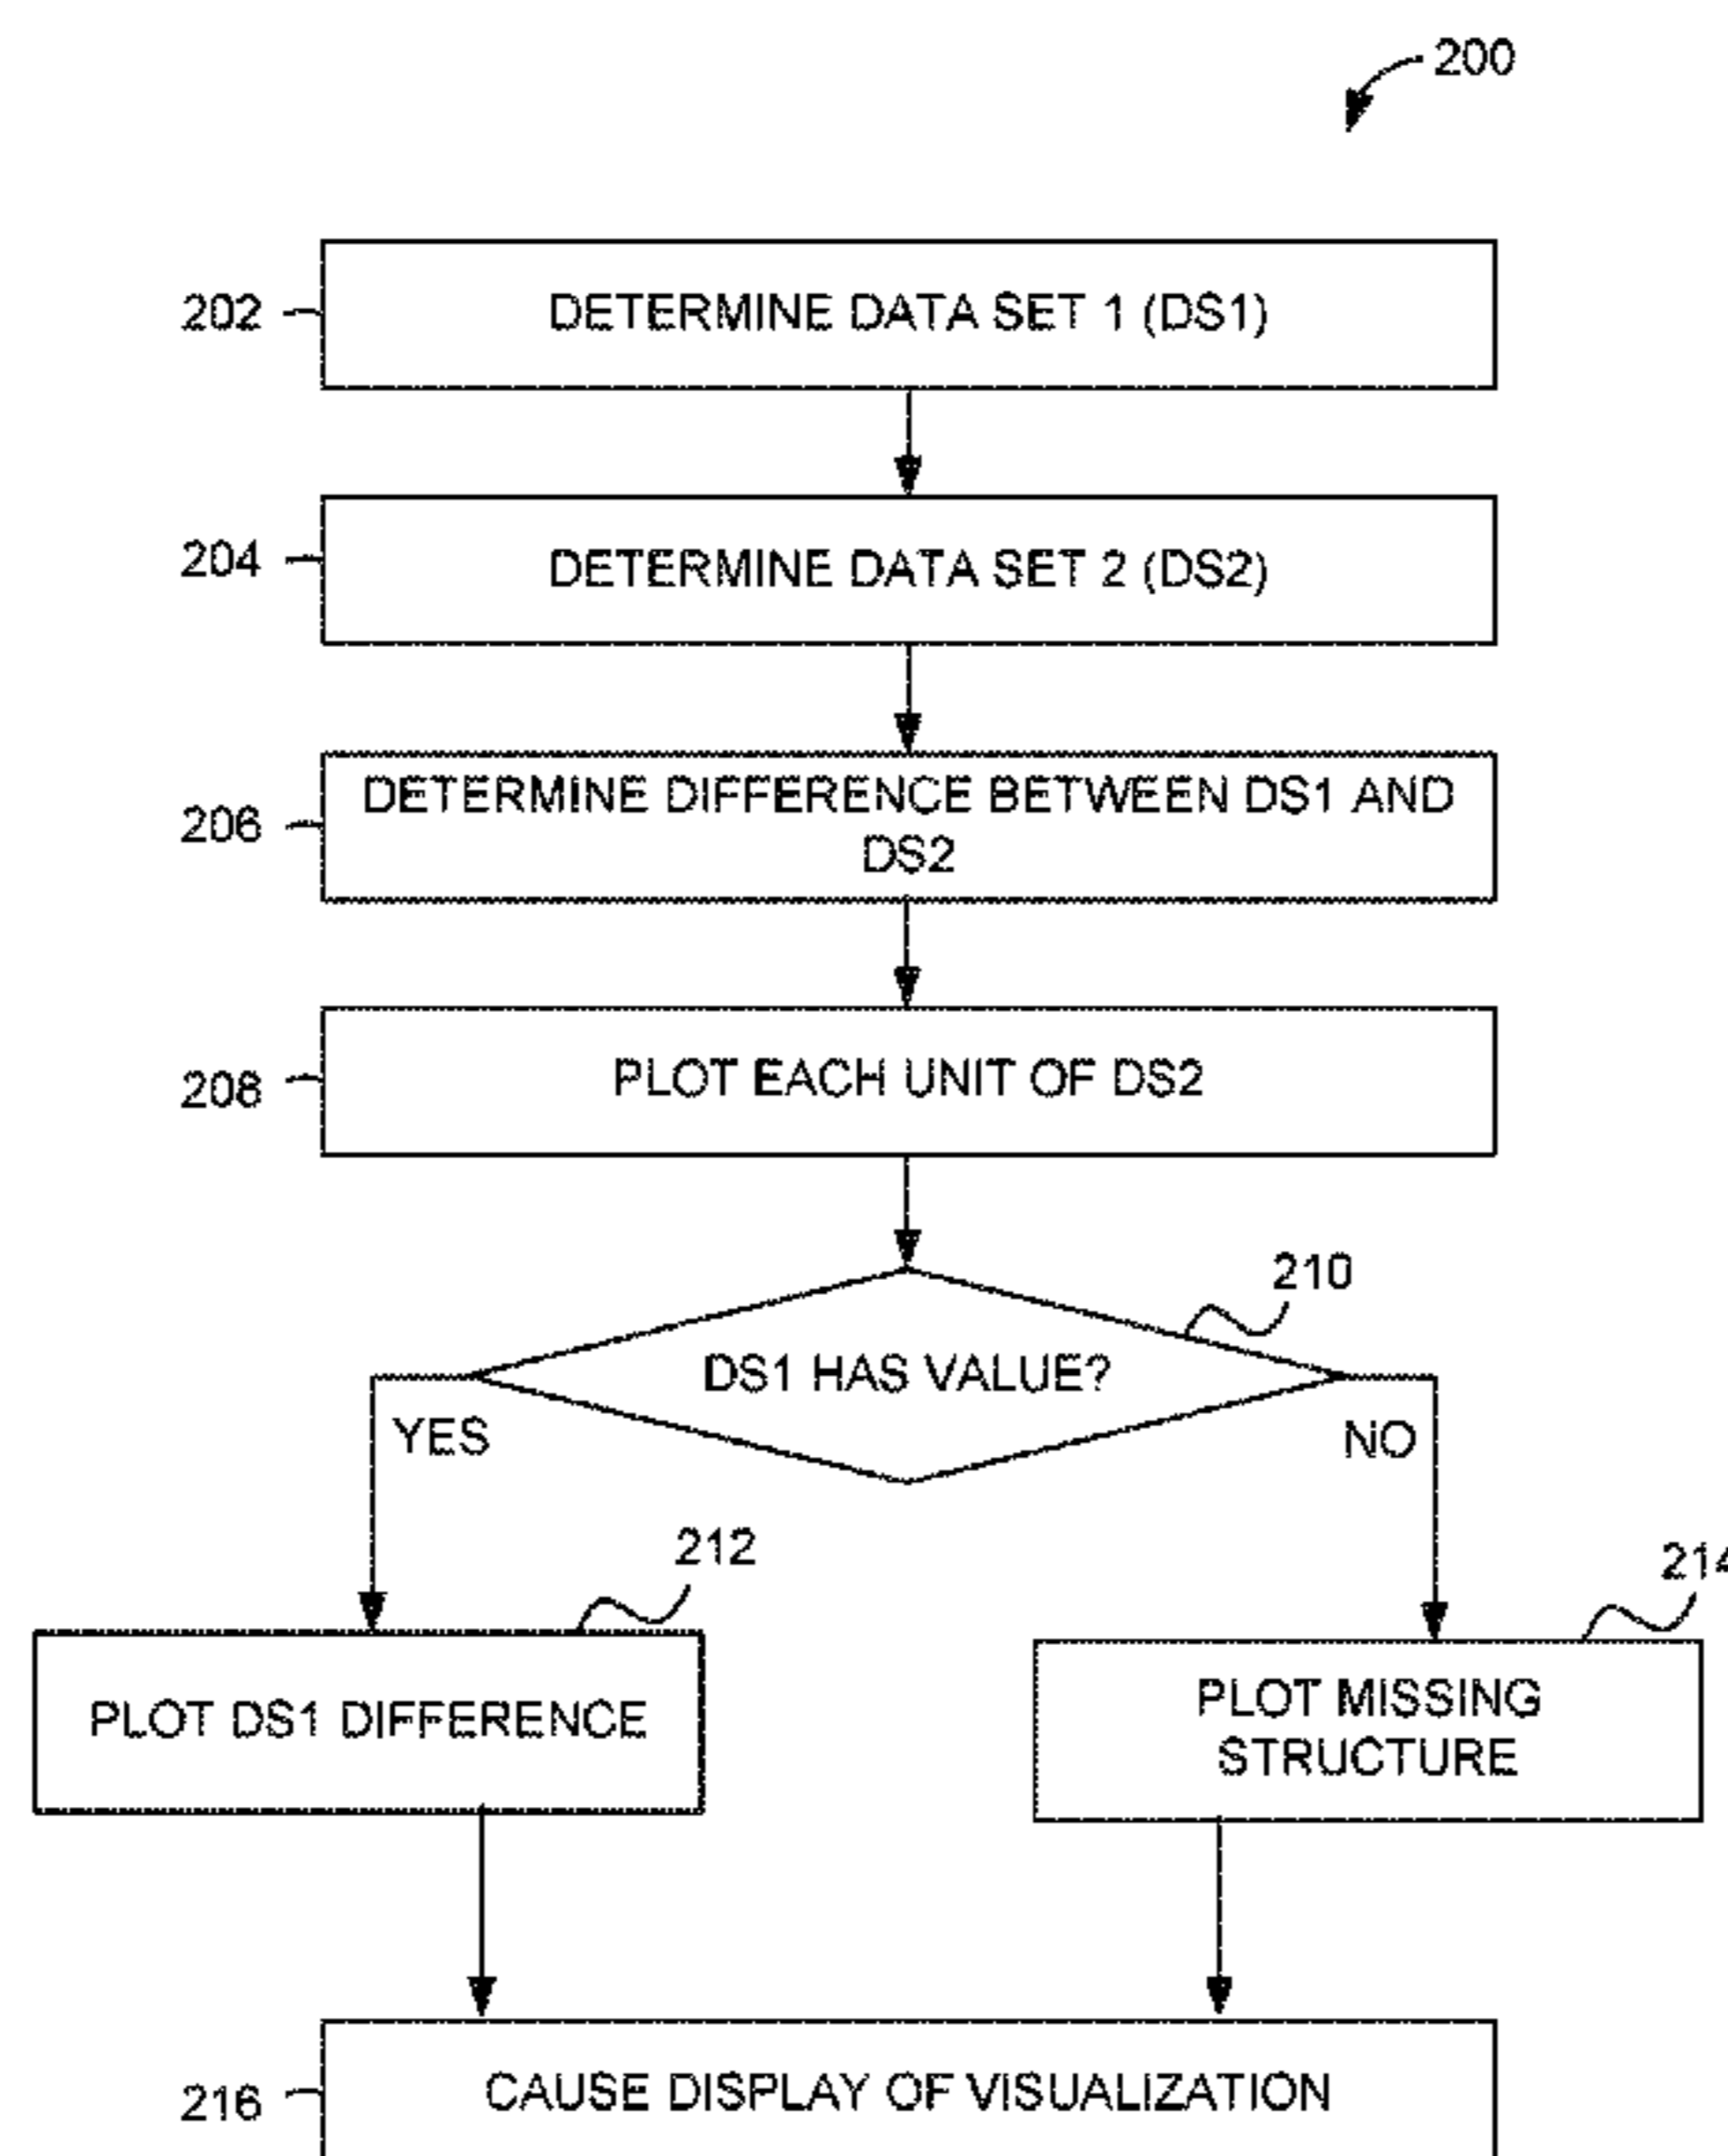 200
202
DETERMINE DATA SET 1 (DS1)
204
DETERMINE DATA SET 2 (DS2)
206
DETERMINE DIFFERENCE BETWEEN DS1 AND
DS2
208
PLOT EACH UNIT OF DS2
210
DS1 HAS VALUE?
YES
NO
212
214
PLOT DS1 DIFFERENCE
PLOT MISSING
STRUCTURE
216
CAUSE DISPLAY OF VISUALIZATION